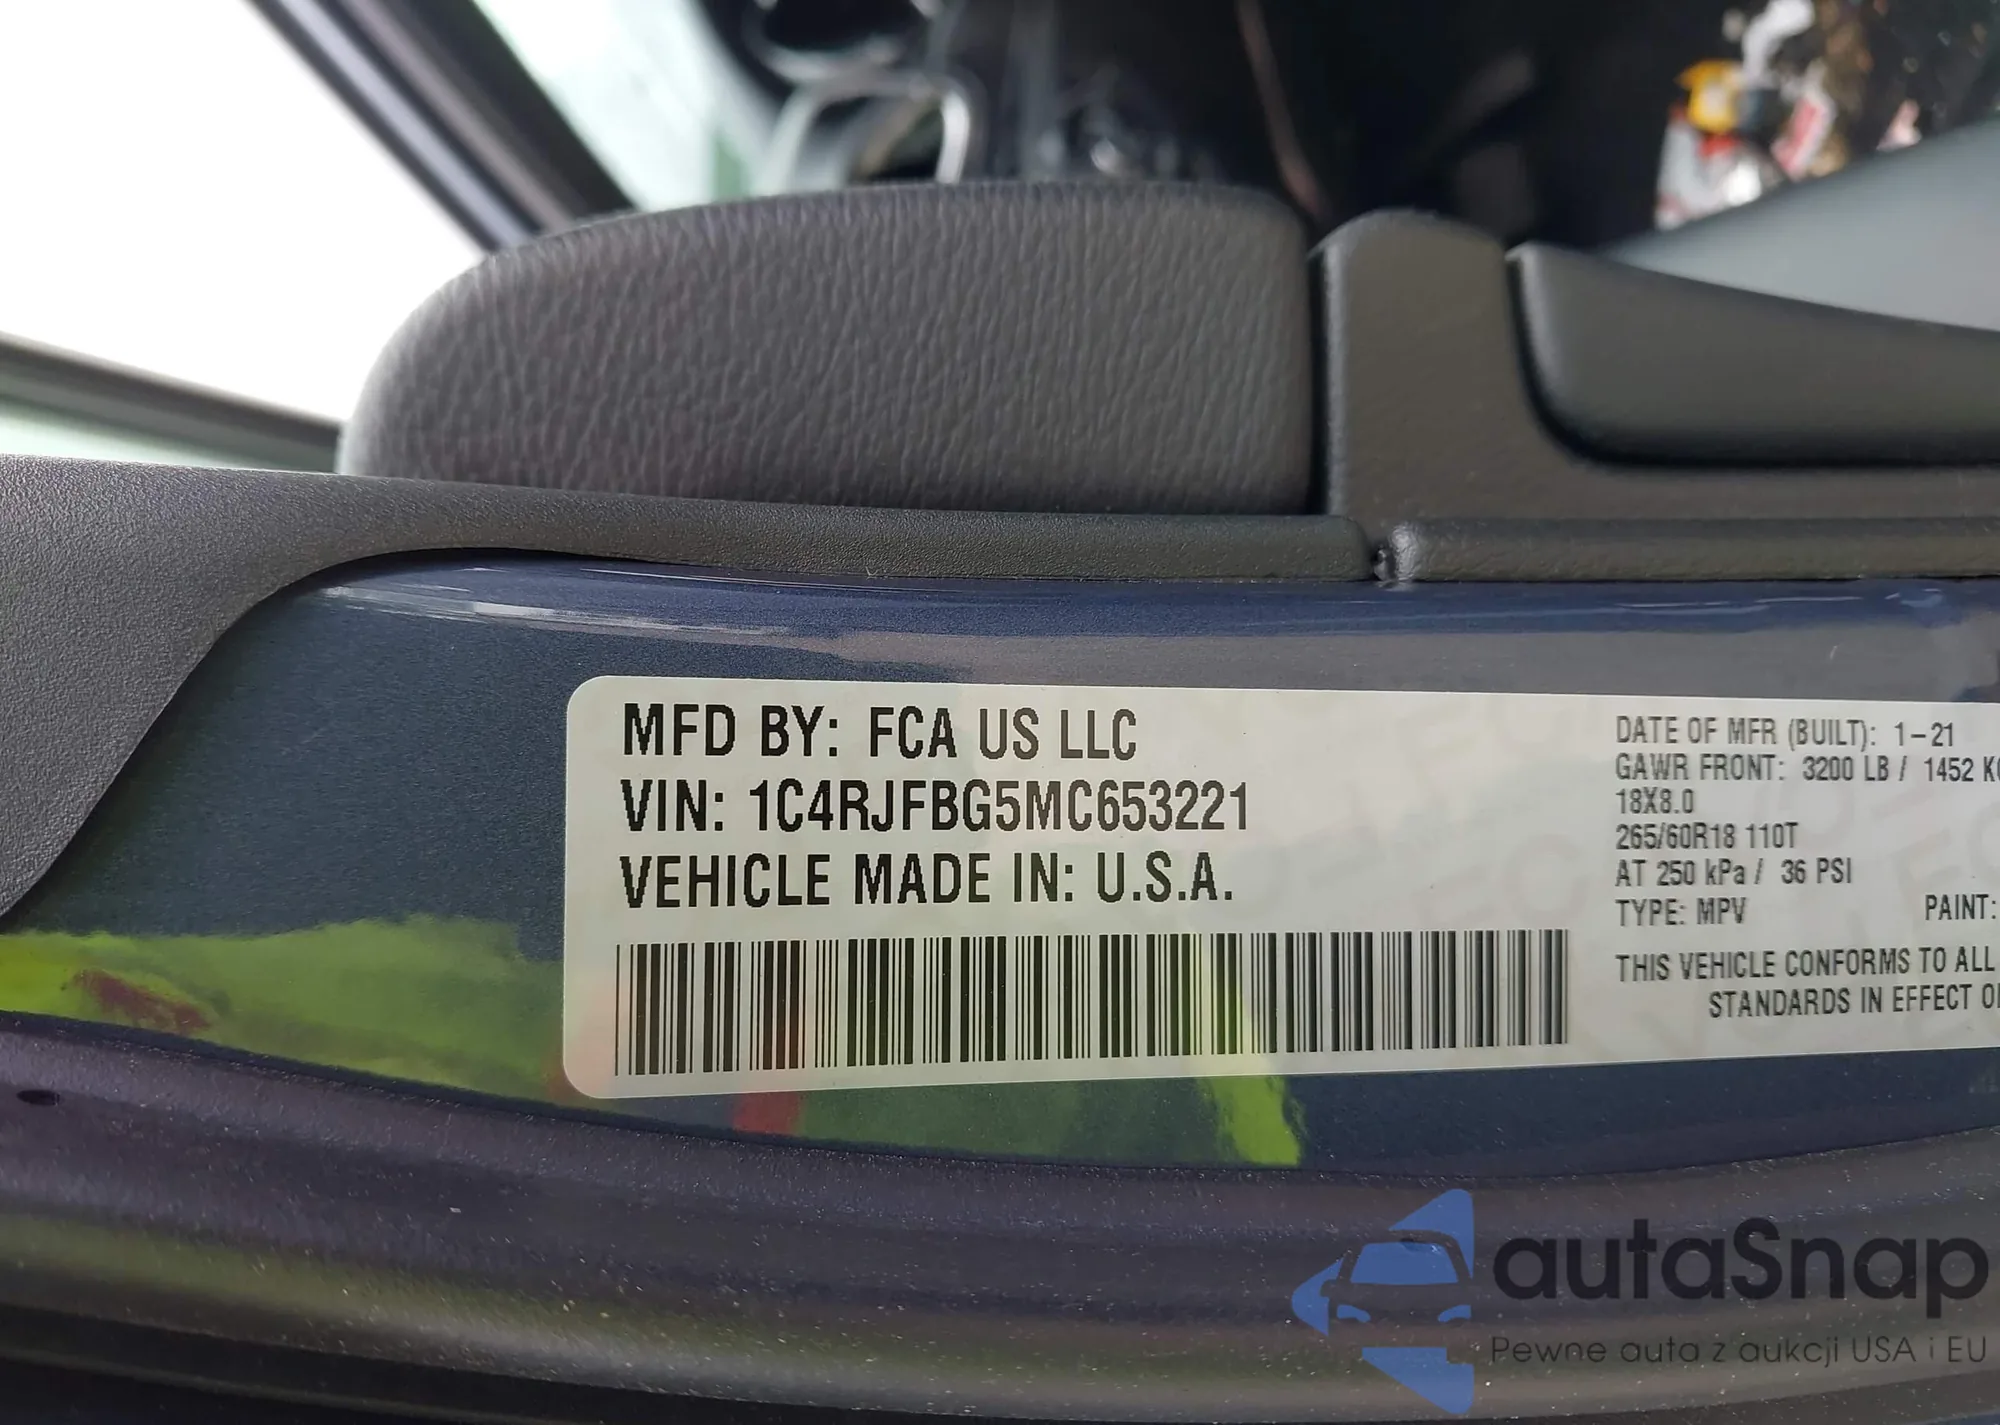 MFD BY: FCA US LLC
VIN: 1C4RJFBG5MC653221
VEHICLE MADE IN: U.S.A.
DATE OF MFR (BUILT): 1-21
GAWR FRONT: 3200 LB / 1452 K
18X8.0
265/60R18 110T
AT 250 kPa / 36 PSI
TYPE: MPV PAINT:
THIS VEHICLE CONFORMS TO ALL
STANDARDS IN EFFECT O
autaSnap
Pewne auta z aukcji USA i EU